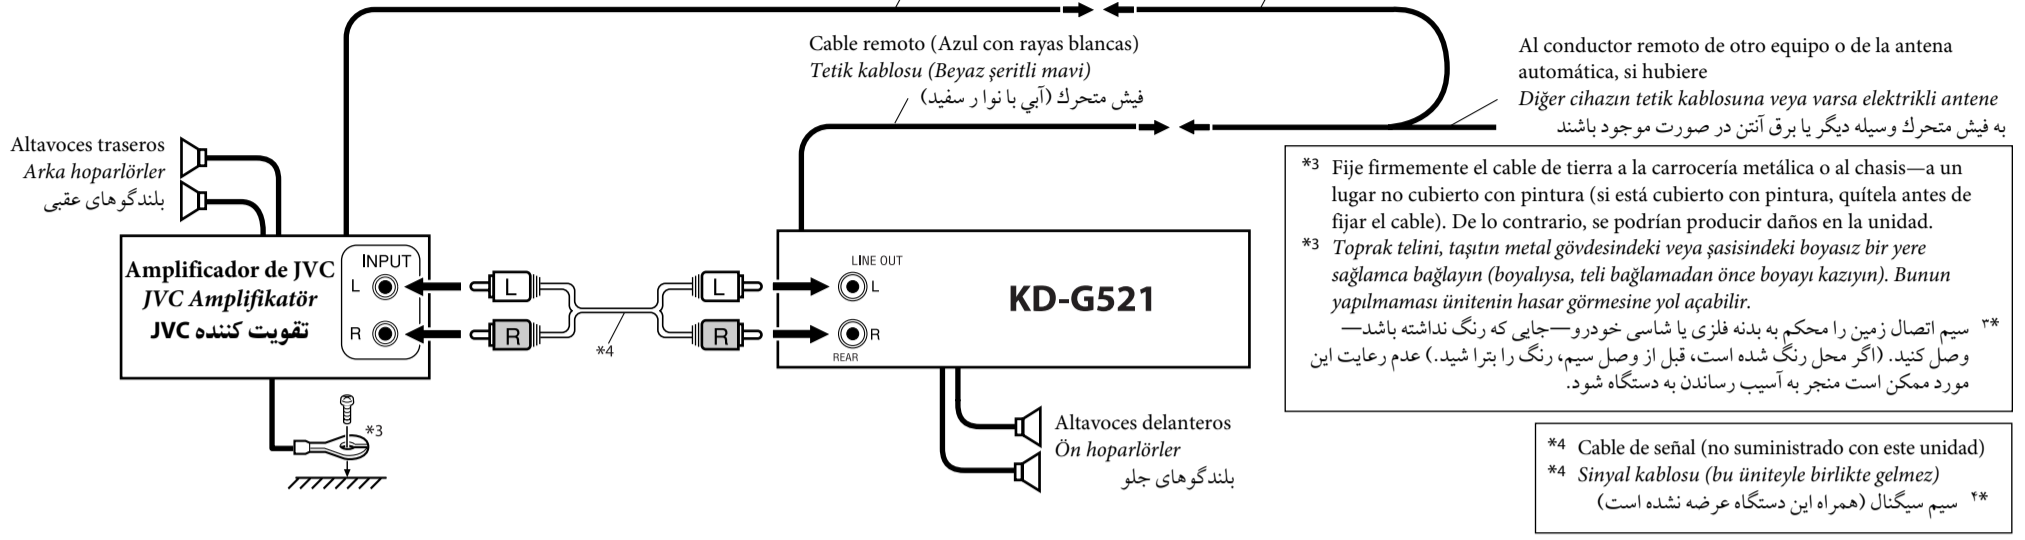 Cable remoto (Azul con rayas blancas)
Tetik kablosu (Beyaz şeritli mavi)
فیش متحرك (آبي با نوا ر سفید)
Al conductor remoto de otro equipo o de la antena
automática, si hubiere
Diğer cihazın tetik kablosuna veya varsa elektrikli antene
به فیش متحرك وسیله دیگر یا برق آنتن در صورت موجود باشند
Altavoces traseros
Arka hoparlörler
بلندگوهای عقبی
Amplificador de JVC
JVC Amplifikatör
تقویت کننده JVC
INPUT
L
R
L
R
*4
L
R
LINE OUT
L
R
REAR
KD-G521
*3
Altavoces delanteros
Ön hoparlörler
بلندگوهای جلو
*3 Fije firmemente el cable de tierra a la carrocería metálica o al chasis—a un
lugar no cubierto con pintura (si está cubierto con pintura, quítela antes de
fijar el cable). De lo contrario, se podrían producir daños en la unidad.
*3 Toprak telini, taşıtın metal gövdesindeki veya şasisindeki boyasız bir yere
sağlamca bağlayın (boyalıysa, teli bağlamadan önce boyayı kazıyın). Bunun
yapılmaması ünitenin hasar görmesine yol açabilir.
*۳ سیم اتصال زمین را محکم به بدنه فلزی یا شاسی خودرو—جایی که رنگ نداشته باشد—
وصل کنید. (اگر محل رنگ شده است، قبل از وصل سیم، رنگ را بترا شید.) عدم رعایت این
مورد ممکن است منجر به آسیب رساندن به دستگاه شود.
*4 Cable de señal (no suministrado con este unidad)
*4 Sinyal kablosu (bu üniteyle birlikte gelmez)
*۴ سیم سیگنال (همراه این دستگاه عرضه نشده است)